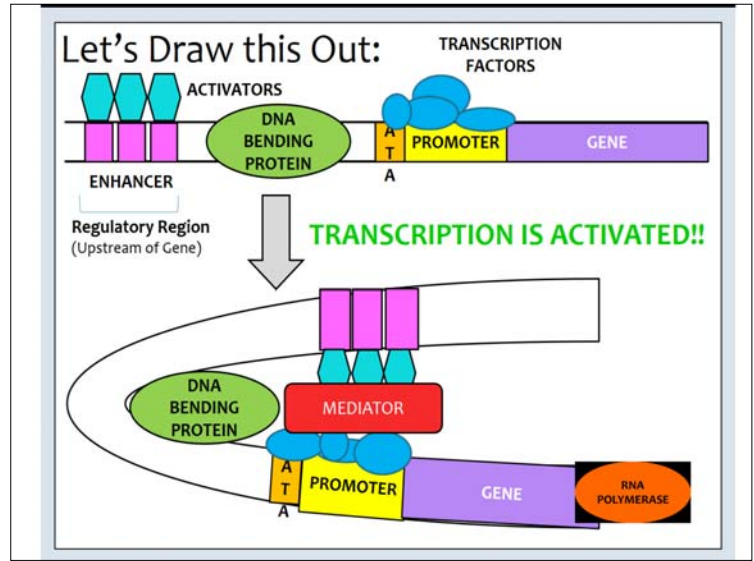 Let's Draw this Out:
TRANSCRIPTION
FACTORS
ACTIVATORS
DNA
BENDING
PROTEIN
A
T
A
PROMOTER
GENE
ENHANCER
Regulatory Region
(Upstream of Gene)
TRANSCRIPTION IS ACTIVATED!!
DNA
BENDING
PROTEIN
MEDIATOR
A
T
A
PROMOTER
GENE
RNA
POLYMERASE